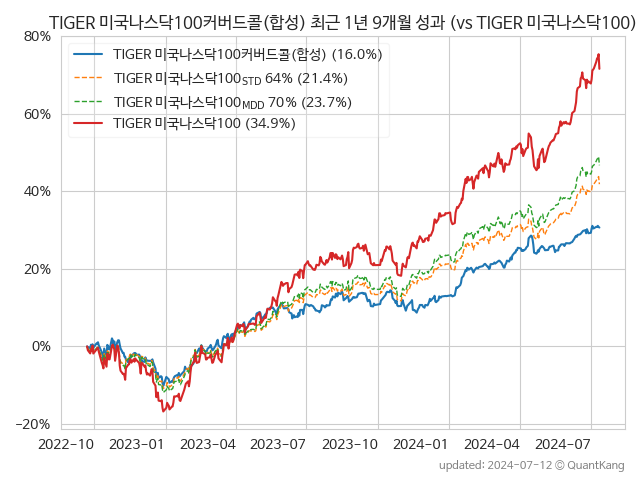 TIGER 미국나스닥100커버드콜(합성) 최근 1년 9개월 성과 (vs TIGER 미국나스닥100)
80%
60%
40%
20%
0%
−20%
TIGER 미국나스닥100커버드콜(합성) (16.0%)
TIGER 미국나스닥100STD 64% (21.4%)
TIGER 미국나스닥100MDD 70% (23.7%)
TIGER 미국나스닥100 (34.9%)
2022-10 2023-01 2023-04 2023-07 2023-10 2024-01 2024-04 2024-07
updated: 2024-07-12 © QuantKang